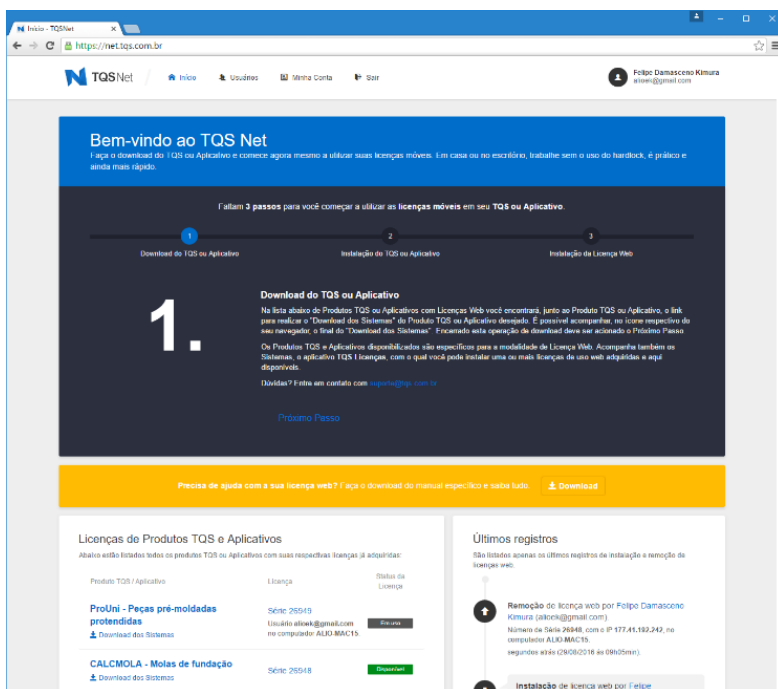 Início - TQSNet
https://net.tqs.com.br
TQSNet
Início
Usuários
Minha Conta
Sair
Felipe Damasceno Kimura
alioek@gmail.com
Bem-vindo ao TQS Net
Faça o download do TQS ou Aplicativo e comece agora mesmo a utilizar suas licenças móveis. Em casa ou no escritório, trabalhe sem o uso do hardlock, é prático e
ainda mais rápido.
Faltam 3 passos para você começar a utilizar as licenças móveis em seu TQS ou Aplicativo.
1
2
3
Download do TQS ou Aplicativo
Instalação do TQS ou Aplicativo
Instalação da Licença Web
1.
Download do TQS ou Aplicativo
Na lista abaixo de Produtos TQS ou Aplicativos com Licenças Web você encontrará, junto ao Produto TQS ou Aplicativo, o link
para realizar o "Download dos Sistemas" do Produto TQS ou Aplicativo desejado. É possível acompanhar, no ícone respectivo do
seu navegador, o final do "Download dos Sistemas". Encerrado esta operação de download deve ser acionado o Próximo Passo.
Os Produtos TQS e Aplicativos disponibilizados são específicos para a modalidade de Licença Web. Acompanha também os
Sistemas, o aplicativo TQS Licenças, com o qual você pode instalar uma ou mais licenças de uso web adquiridas e aqui
disponíveis.
Dúvidas? Entre em contato com suporte@tqs.com.br
Próximo Passo
Precisa de ajuda com a sua licença web? Faça o download do manual específico e saiba tudo.
Download
Licenças de Produtos TQS e Aplicativos
Abaixo estão listados todos os produtos TQS ou Aplicativos com suas respectivas licenças já adquiridas:
Produto TQS / Aplicativo
Licença
Status da
Licença
ProUni - Peças pré-moldadas
protendidas
Download dos Sistemas
Série 26949
Usuário alioek@gmail.com
no computador ALIO-MAC15.
Em uso
CALCMOLA - Molas de fundação
Download dos Sistemas
Série 26948
Disponível
Últimos registros
São listados apenas os últimos registros de instalação e remoção de
licenças web.
Remoção de licença web por Felipe Damasceno
Kimura (alioek@gmail.com).
Número de Série 26948, com o IP 177.41.192.242, no
computador ALIO-MAC15.
segundos atrás (29/08/2016 às 09h05min).
Instalação de licença web por Felipe